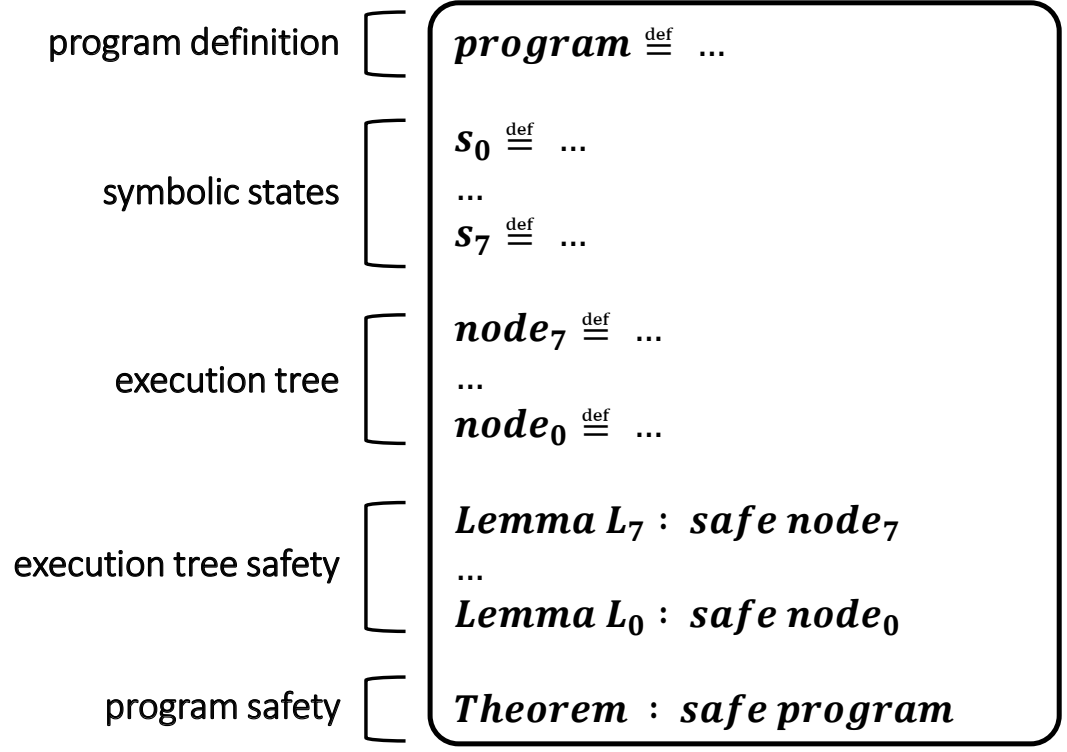 program definition
program ≝ ...
symbolic states
s₀ ≝ ...
...
s₇ ≝ ...
execution tree
node₇ ≝ ...
...
node₀ ≝ ...
execution tree safety
Lemma L₇ : safe node₇
...
Lemma L₀ : safe node₀
program safety
Theorem : safe program